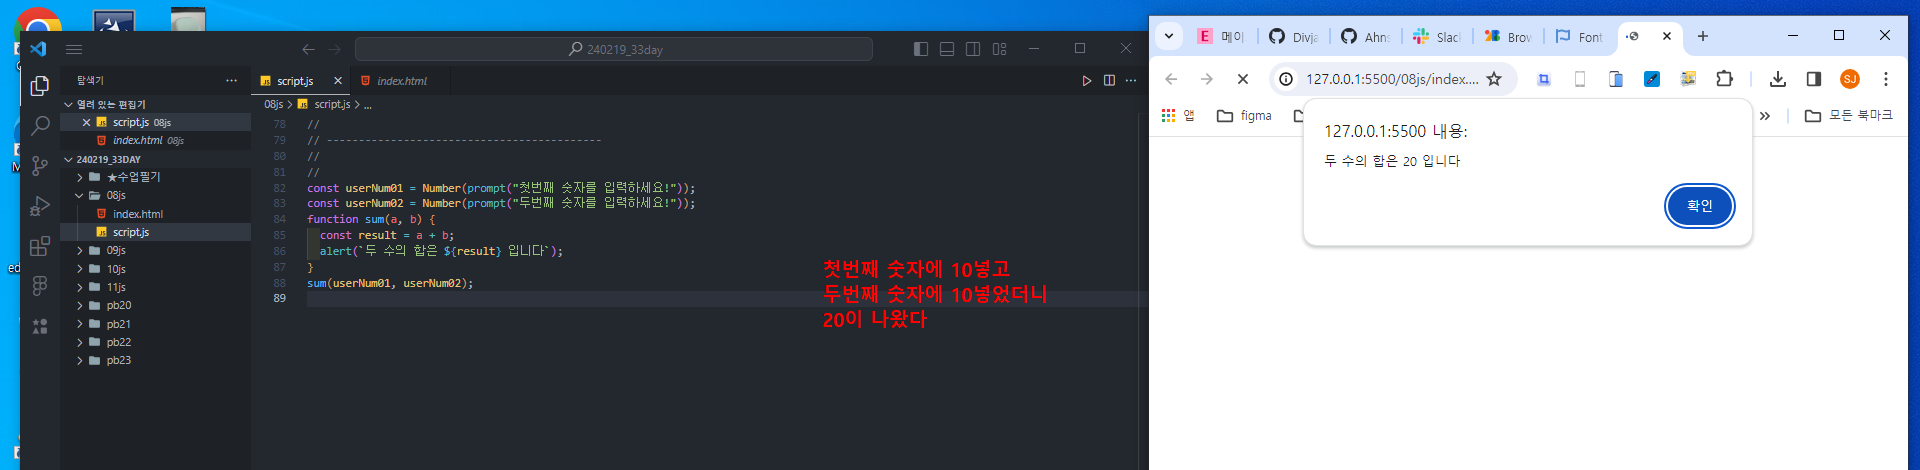 240219_33day
탐색기
열려 있는 편집기
script.js 08js
index.html 08js
240219_33DAY
★수업필기
08js
index.html
script.js
09js
10js
11js
pb20
pb21
pb22
pb23
script.js
index.html
08js > script.js > ...
78 //
79 // -------------------------------------------
80 //
81 //
82 const userNum01 = Number(prompt("첫번째 숫자를 입력하세요!"));
83 const userNum02 = Number(prompt("두번째 숫자를 입력하세요!"));
84 function sum(a, b) {
85 const result = a + b;
86 alert(`두 수의 합은 ${result} 입니다`);
87 }
88 sum(userNum01, userNum02);
89
첫번째 숫자에 10넣고
두번째 숫자에 10넣었더니
20이 나왔다
E 메이
Divja
Ahns
Slack
Brow
Font
127.0.0.1:5500/08js/index....
SJ
앱
figma
모든 북마크
127.0.0.1:5500 내용:
두 수의 합은 20 입니다
확인